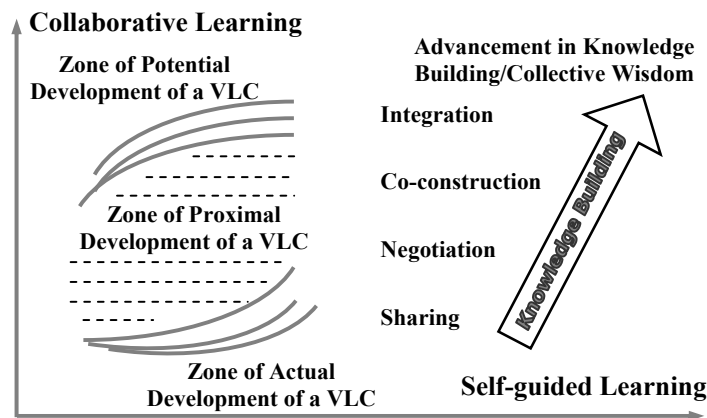 Collaborative Learning
Zone of Potential
Development of a VLC
Advancement in Knowledge
Building/Collective Wisdom
Integration
Co-construction
Knowledge Building
Zone of Proximal
Development of a VLC
Negotiation
Sharing
Zone of Actual
Development of a VLC
Self-guided Learning